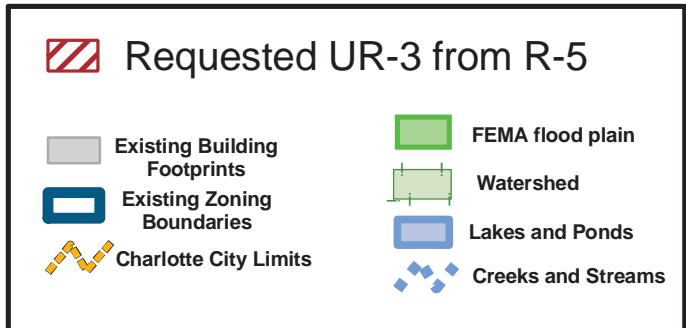 Requested UR-3 from R-5
Existing Building
Footprints
Existing Zoning
Boundaries
Charlotte City Limits
FEMA flood plain
Watershed
Lakes and Ponds
Creeks and Streams